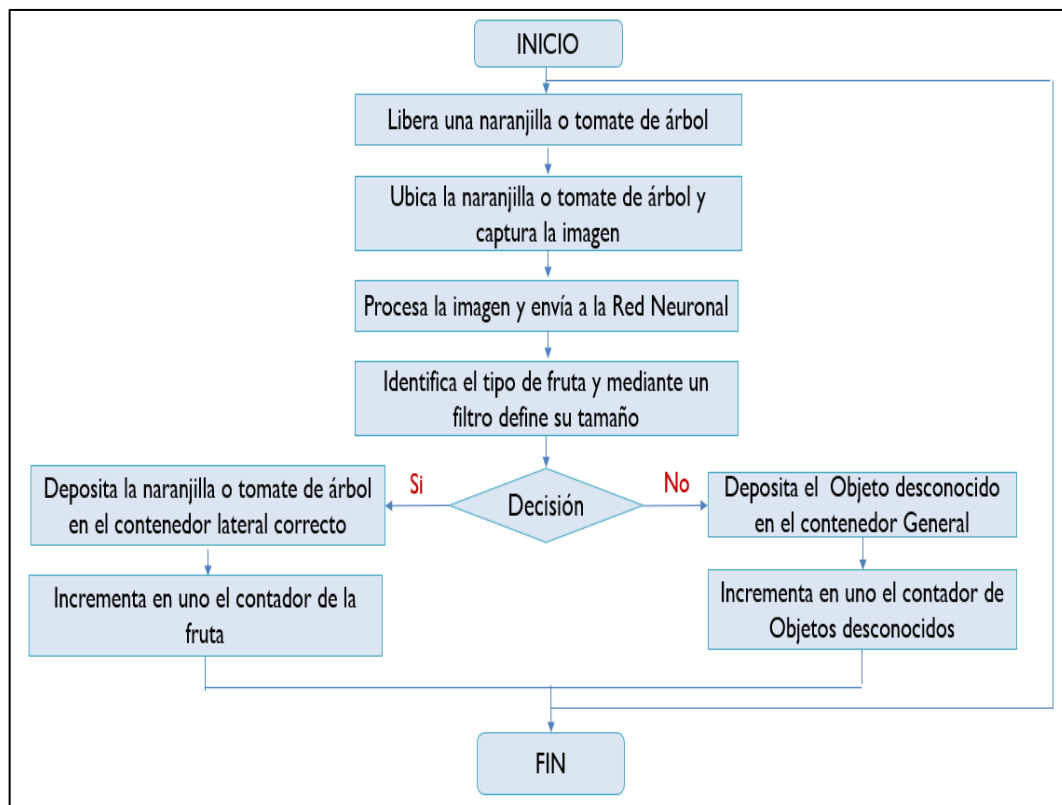 INICIO
Libera una naranjilla o tomate de árbol
Ubica la naranjilla o tomate de árbol y
captura la imagen
Procesa la imagen y envía a la Red Neuronal
Identifica el tipo de fruta y mediante un
filtro define su tamaño
Decisión
Si
No
Deposita la naranjilla o tomate de árbol
en el contenedor lateral correcto
Incrementa en uno el contador de la
fruta
Deposita el Objeto desconocido
en el contenedor General
Incrementa en uno el contador de
Objetos desconocidos
FIN